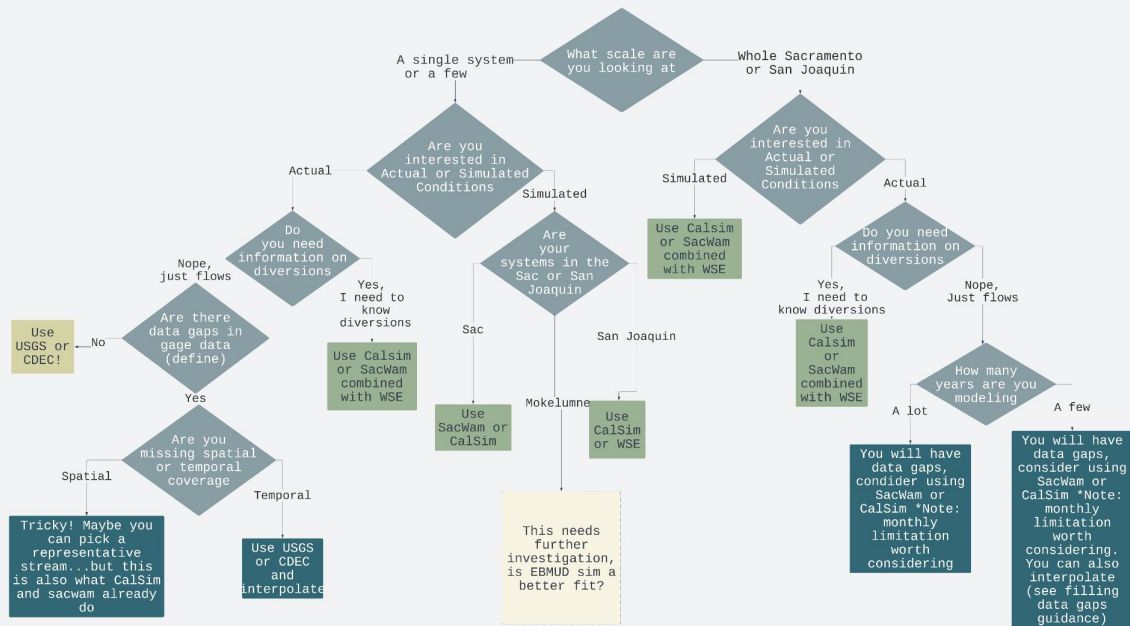 What scale are
you looking at
A single system
or a few
Whole Sacramento
or San Joaquin
Are you
interested in
Actual or Simulated
Conditions
Are you
interested in
Actual or
Simulated
Conditions
Actual
Simulated
Simulated
Actual
Do
you need
information on
diversions
Are
your
systems in the
Sac or San
Joaquin
Use Calsim
or SacWam
combined
with WSE
Do you need
information on
diversions
Nope,
just flows
Yes,
I need to
know
diversions
Yes,
I need to
know diversions
Nope,
Just flows
Are there
data gaps in
gage data
(define)
No
Use
USGS or
CDEC!
Use Calsim
or SacWam
combined
with WSE
Sac
San Joaquin
Mokelumne
Use
SacWam or
CalSim
Use
CalSim
or WSE
Use
Calsim
or
SacWam
combined
with WSE
How many
years are you
modeling
Yes
A lot
A few
Are you
missing spatial
or temporal
coverage
Spatial
Temporal
Tricky! Maybe you
can pick a
representative
stream...but this
is also what CalSim
and sacwam already
do
Use USGS
or CDEC
and
interpolate
This needs
further
investigation,
is EBMUD sim a
better fit?
You will have
data gaps,
condider using
SacWam or
CalSim *Note:
monthly
limitation
worth
considering
You will have
data gaps,
consider using
SacWam or
CalSim *Note:
monthly
limitation
worth
considering.
You can also
interpolate
(see filling
data gaps
guidance)